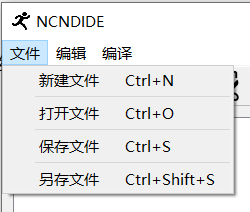 NCNDIDE
文件 编辑 编译
新建文件 Ctrl+N
打开文件 Ctrl+O
保存文件 Ctrl+S
另存文件 Ctrl+Shift+S